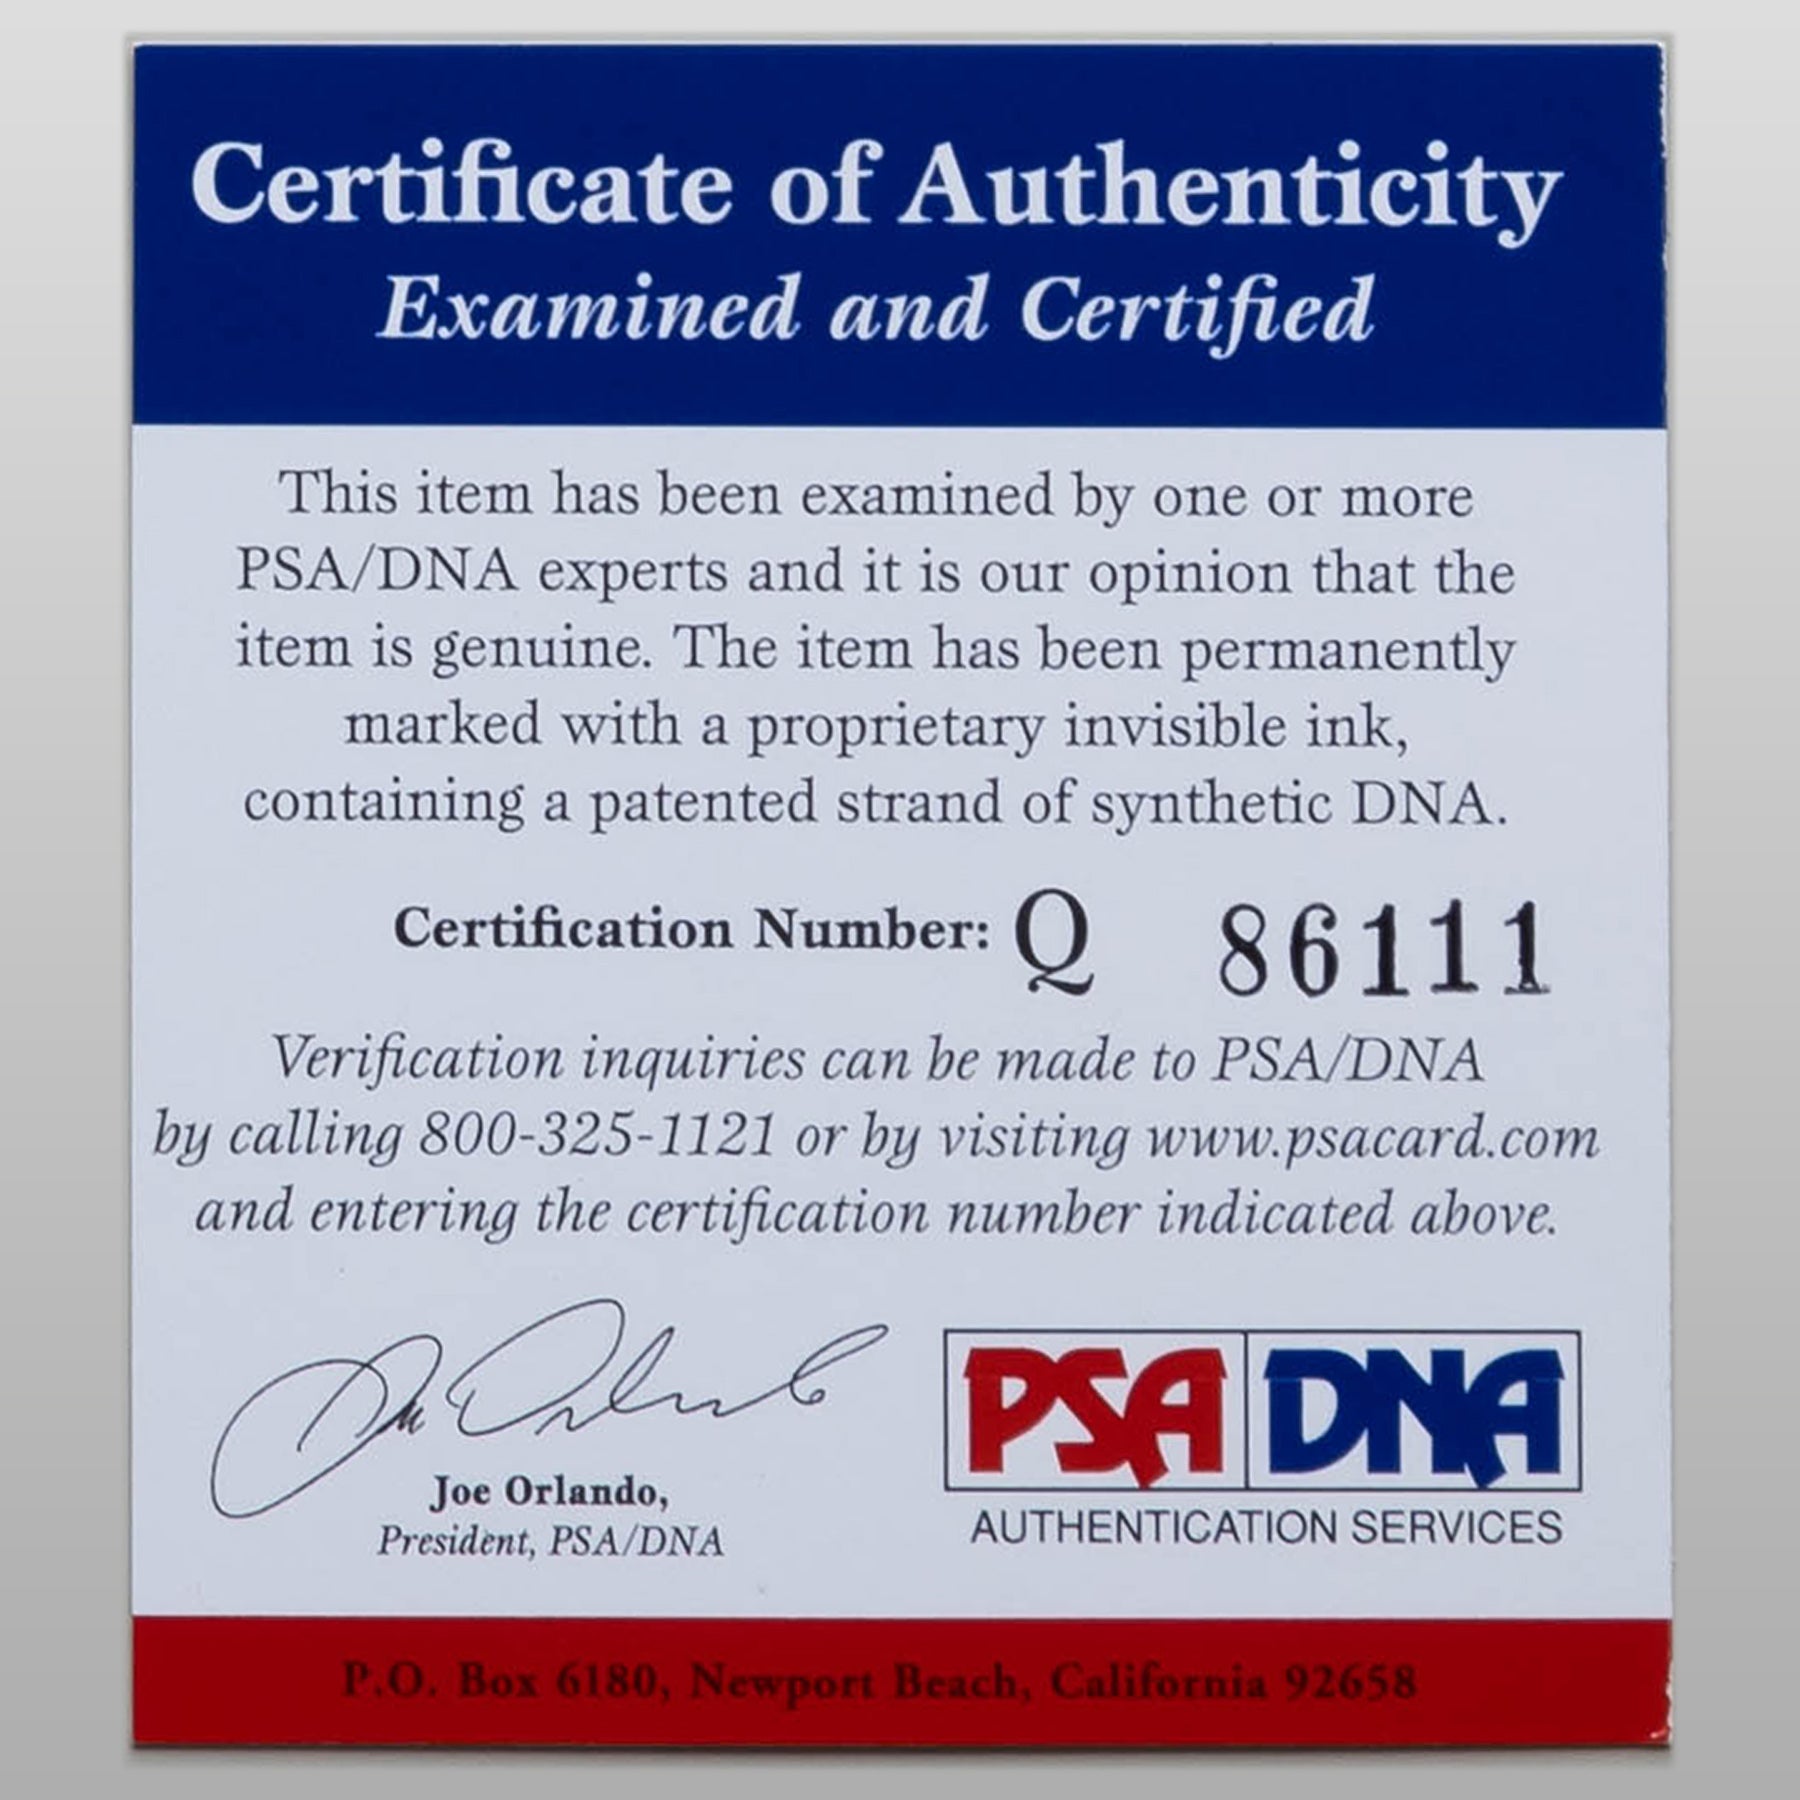 Certificate of Authenticity
Examined and Certified
This item has been examined by one or more
PSA/DNA experts and it is our opinion that the
item is genuine. The item has been permanently
marked with a proprietary invisible ink,
containing a patented strand of synthetic DNA.
Certification Number: Q 86111
Verification inquiries can be made to PSA/DNA
by calling 800-325-1121 or by visiting www.psacard.com
and entering the certification number indicated above.
Joe Orlando,
President, PSA/DNA
PSA DNA
AUTHENTICATION SERVICES
P.O. Box 6180, Newport Beach, California 92658